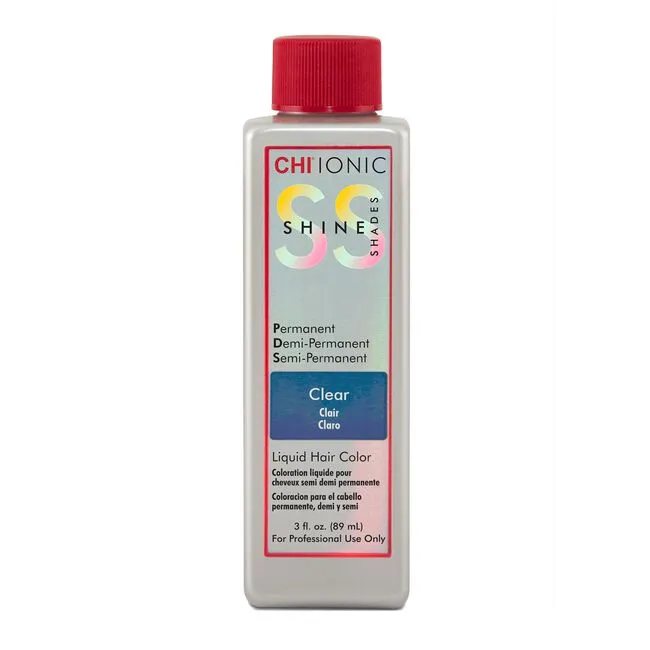 CHI IONIC
SS
SHINE
SHADES
Permanent
Demi-Permanent
Semi-Permanent
Clear
Clair
Claro
Liquid Hair Color
Coloration liquide pour
cheveux semi demi permanente
Coloracion para el cabello
permanente, demi y semi
3 fl. oz. (89 mL)
For Professional Use Only